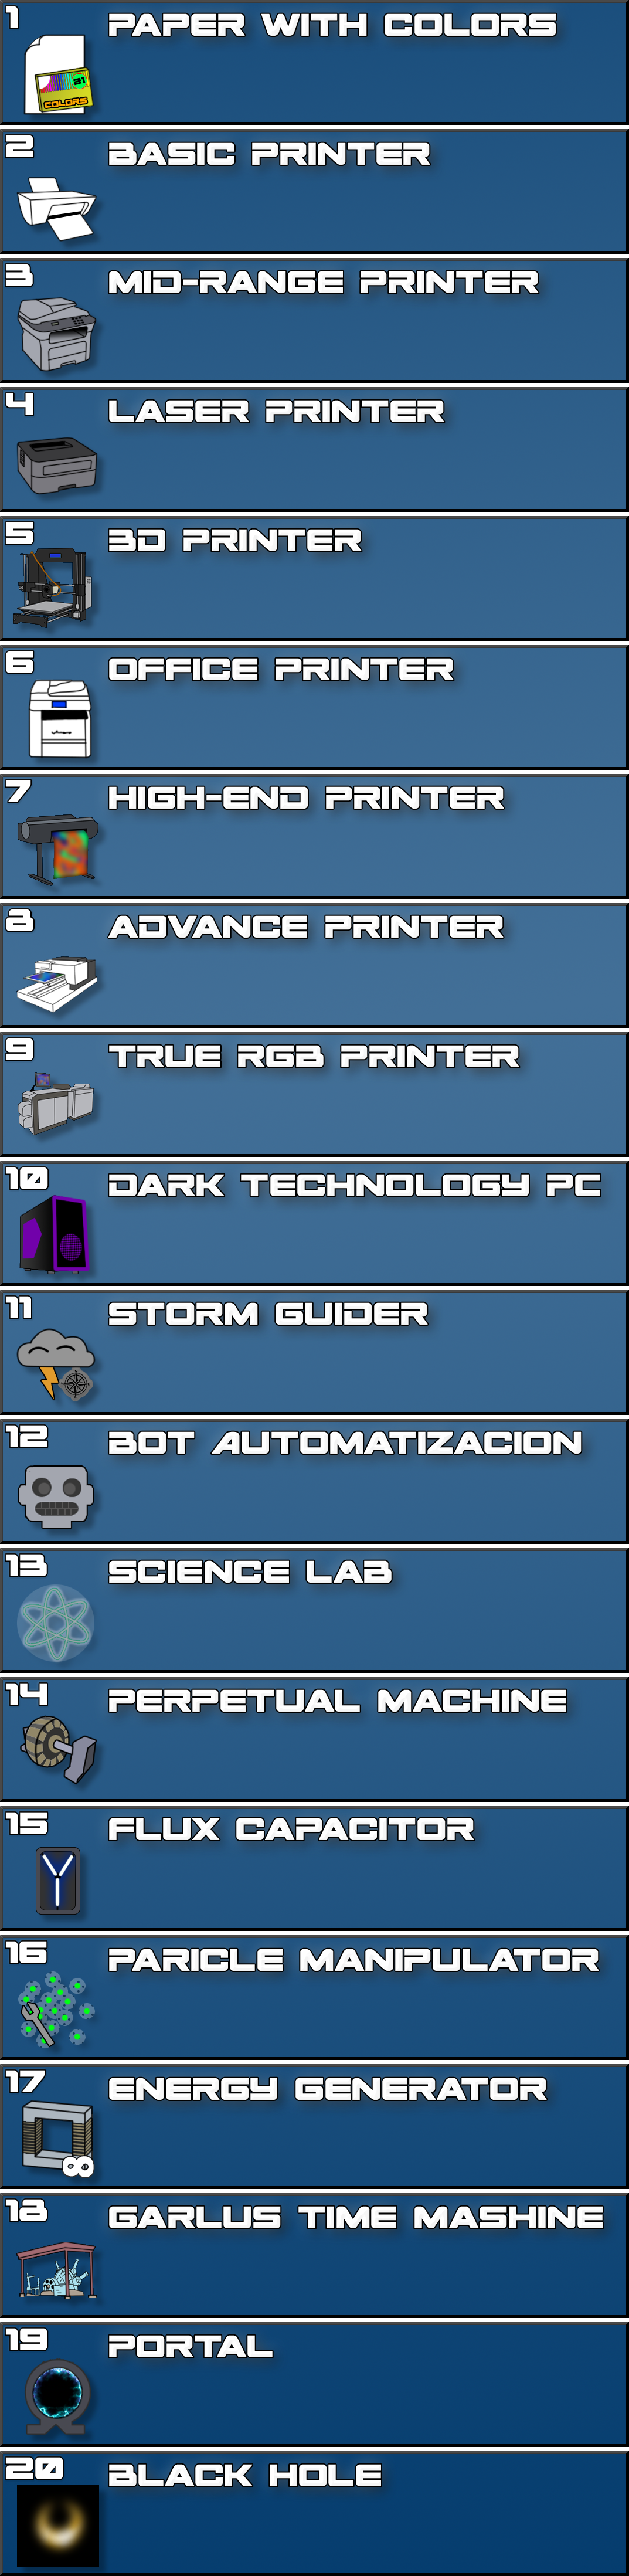 1
PAPER WITH COLORS
21
COLORS
2
BASIC PRINTER
3
MID-RANGE PRINTER
4
LASER PRINTER
5
3D PRINTER
6
OFFICE PRINTER
7
HIGH-END PRINTER
8
ADVANCE PRINTER
9
TRUE RGB PRINTER
10
DARK TECHNOLOGY PC
11
STORM GUIDER
12
BOT AUTOMATIZACION
13
SCIENCE LAB
14
PERPETUAL MACHINE
15
FLUX CAPACITOR
16
PARICLE MANIPULATOR
17
ENERGY GENERATOR
∞
18
GARLUS TIME MASHINE
19
PORTAL
20
BLACK HOLE